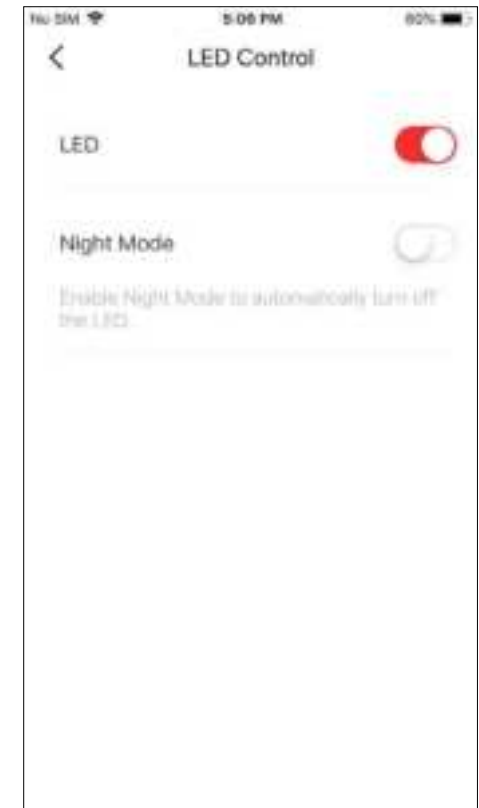 No SIM 5:06 PM 60%
LED Control
LED
Night Mode
Enable Night Mode to automatically turn off
the LED.